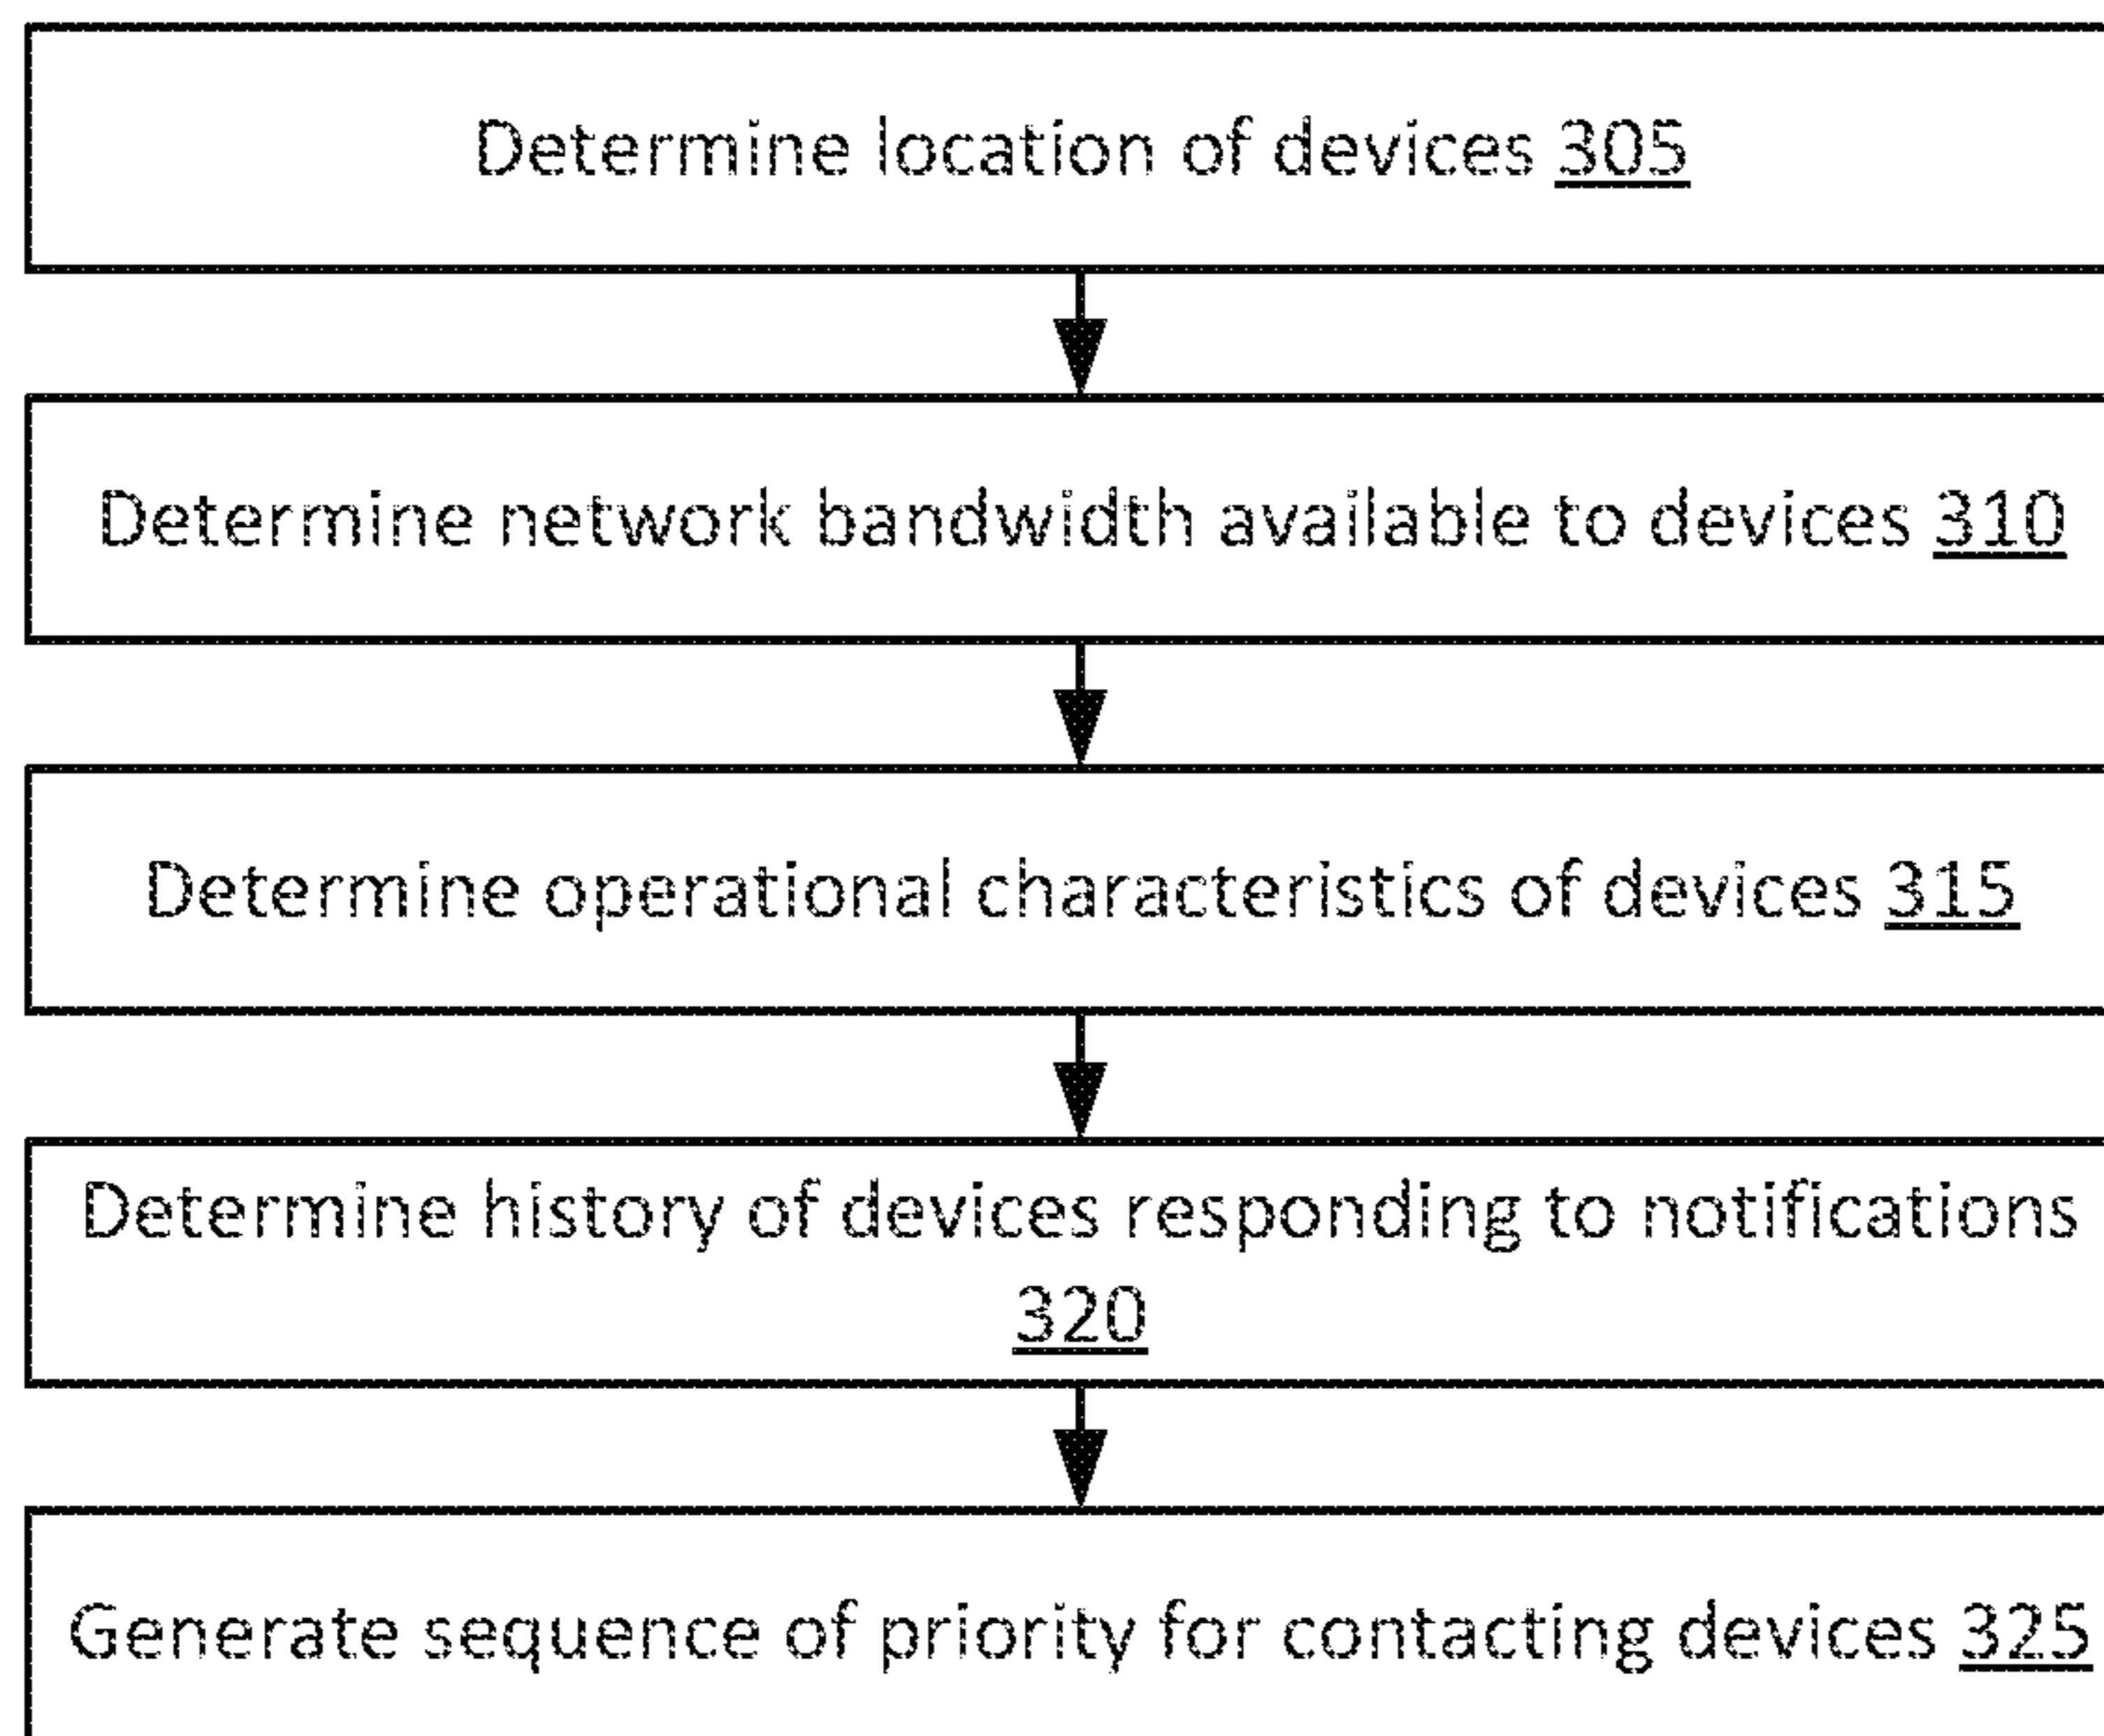 Determine location of devices 305
Determine network bandwidth available to devices 310
Determine operational characteristics of devices 315
Determine history of devices responding to notifications
320
Generate sequence of priority for contacting devices 325